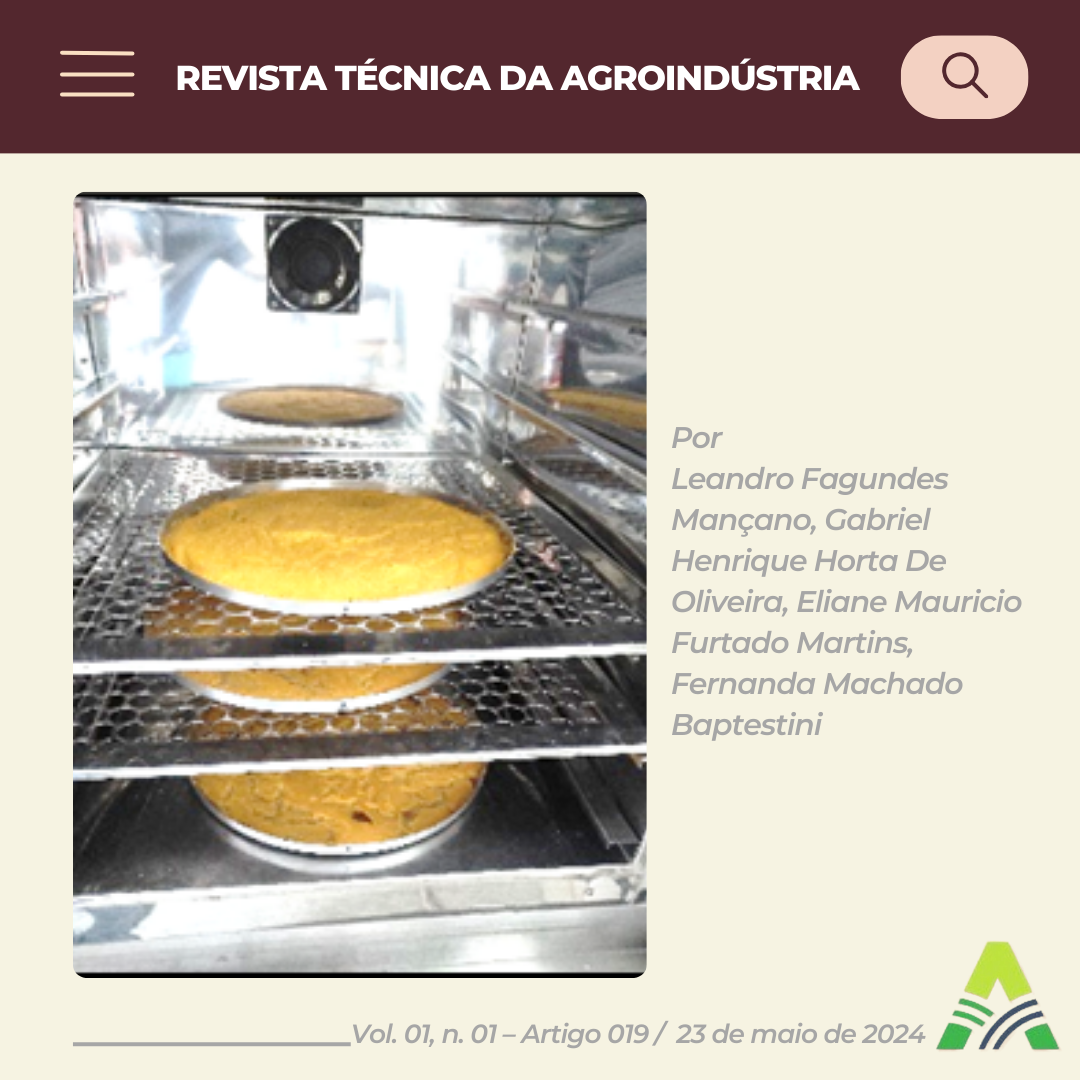 REVISTA TÉCNICA DA AGROINDÚSTRIA
Por
Leandro Fagundes
Mançano, Gabriel
Henrique Horta De
Oliveira, Eliane Mauricio
Furtado Martins,
Fernanda Machado
Baptestini
Vol. 01, n. 01 – Artigo 019 / 23 de maio de 2024